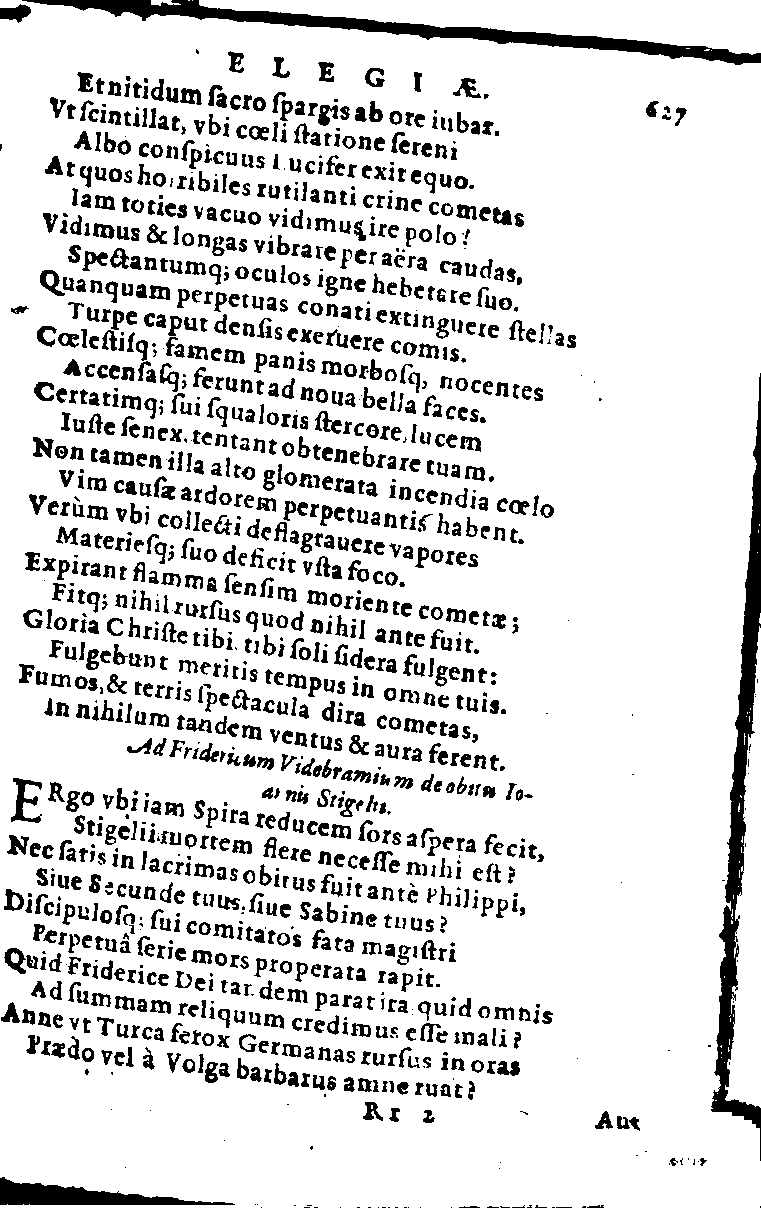 ELEGIÆ. 627
Et nitidum ſacro ſpargis ab ore iubar.
Vt ſcintillat, vbi cœli ſtatione ſereni
Albo conſpicuus Lucifer exit equo.
At quos horribiles rutilanti crine cometas
Iam toties vacuo vidimus ire polo!
Vidimus & longas vibrare per aëra caudas,
Spectantumq; oculos igne hebetare ſuo.
Quanquam perpetuas conati extinguere ſtellas
Turpe caput denſis exeruere comis.
Cœleſtiſq; famem panis morboſq, nocentes
Accenſaſq; ferunt ad noua bella faces.
Certatimq; ſui ſqualoris ſtercore, lucem
Iuſte ſenex, tentant obtenebrare tuam.
Non tamen illa alto glomerata incendia cœlo
Vim cauſæ ardorem perpetuantis habent.
Verùm vbi collecti deflagrauere vapores
Materieſq; ſuo deficit vſta foco.
Expirant flamma ſenſim moriente cometæ;
Fitq; nihil rurſus quod nihil ante fuit.
Gloria Chriſte tibi, tibi ſoli ſidera fulgent:
Fulgebunt meritis tempus in omne tuis.
Fumos, & terris ſpectacula dira cometas,
In nihilum tandem ventus & aura ferent.
Ad Fridericum Videbramium de obitu Io-
annis Stigelii.
ERgo vbi iam Spira reducem ſors aſpera fecit,
Stigelii mortem flere neceſſe mihi eſt?
Nec ſatis in lacrimas obitus fuit antè Philippi,
Siue Secunde tuus, ſiue Sabine tuus?
Diſcipuloſq; ſui comitatos fata magiſtri
Perpetuâ ſerie mors properata rapit.
Quid Friderice Dei tandem parat ira quid omnis
Ad ſummam reliquum credimus eſſe mali?
Anne vt Turca ferox Germanas rurſus in oras
Prædo vel à Volga barbarus amne ruat?
Rr 2 Aut